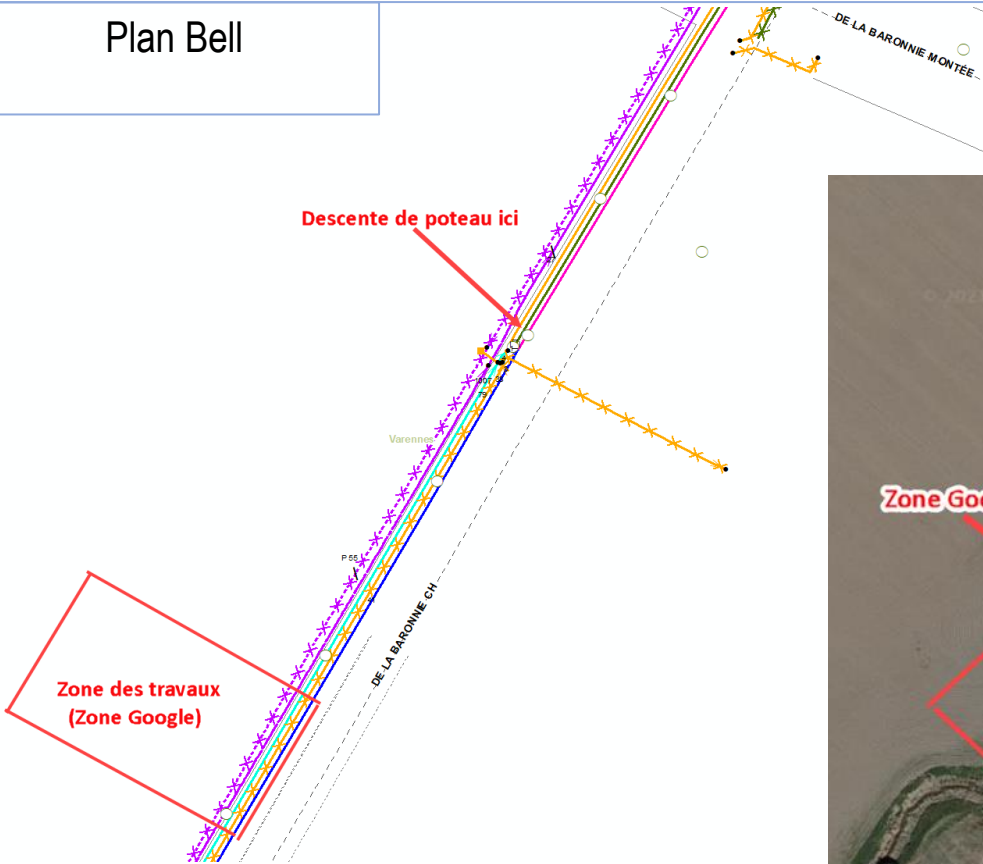 Plan Bell
DE LA BARONNIE MONTÉE
Descente de poteau ici
Varennes
Zone Goo
P 55
DE LA BARONNIE CH
Zone des travaux
(Zone Google)